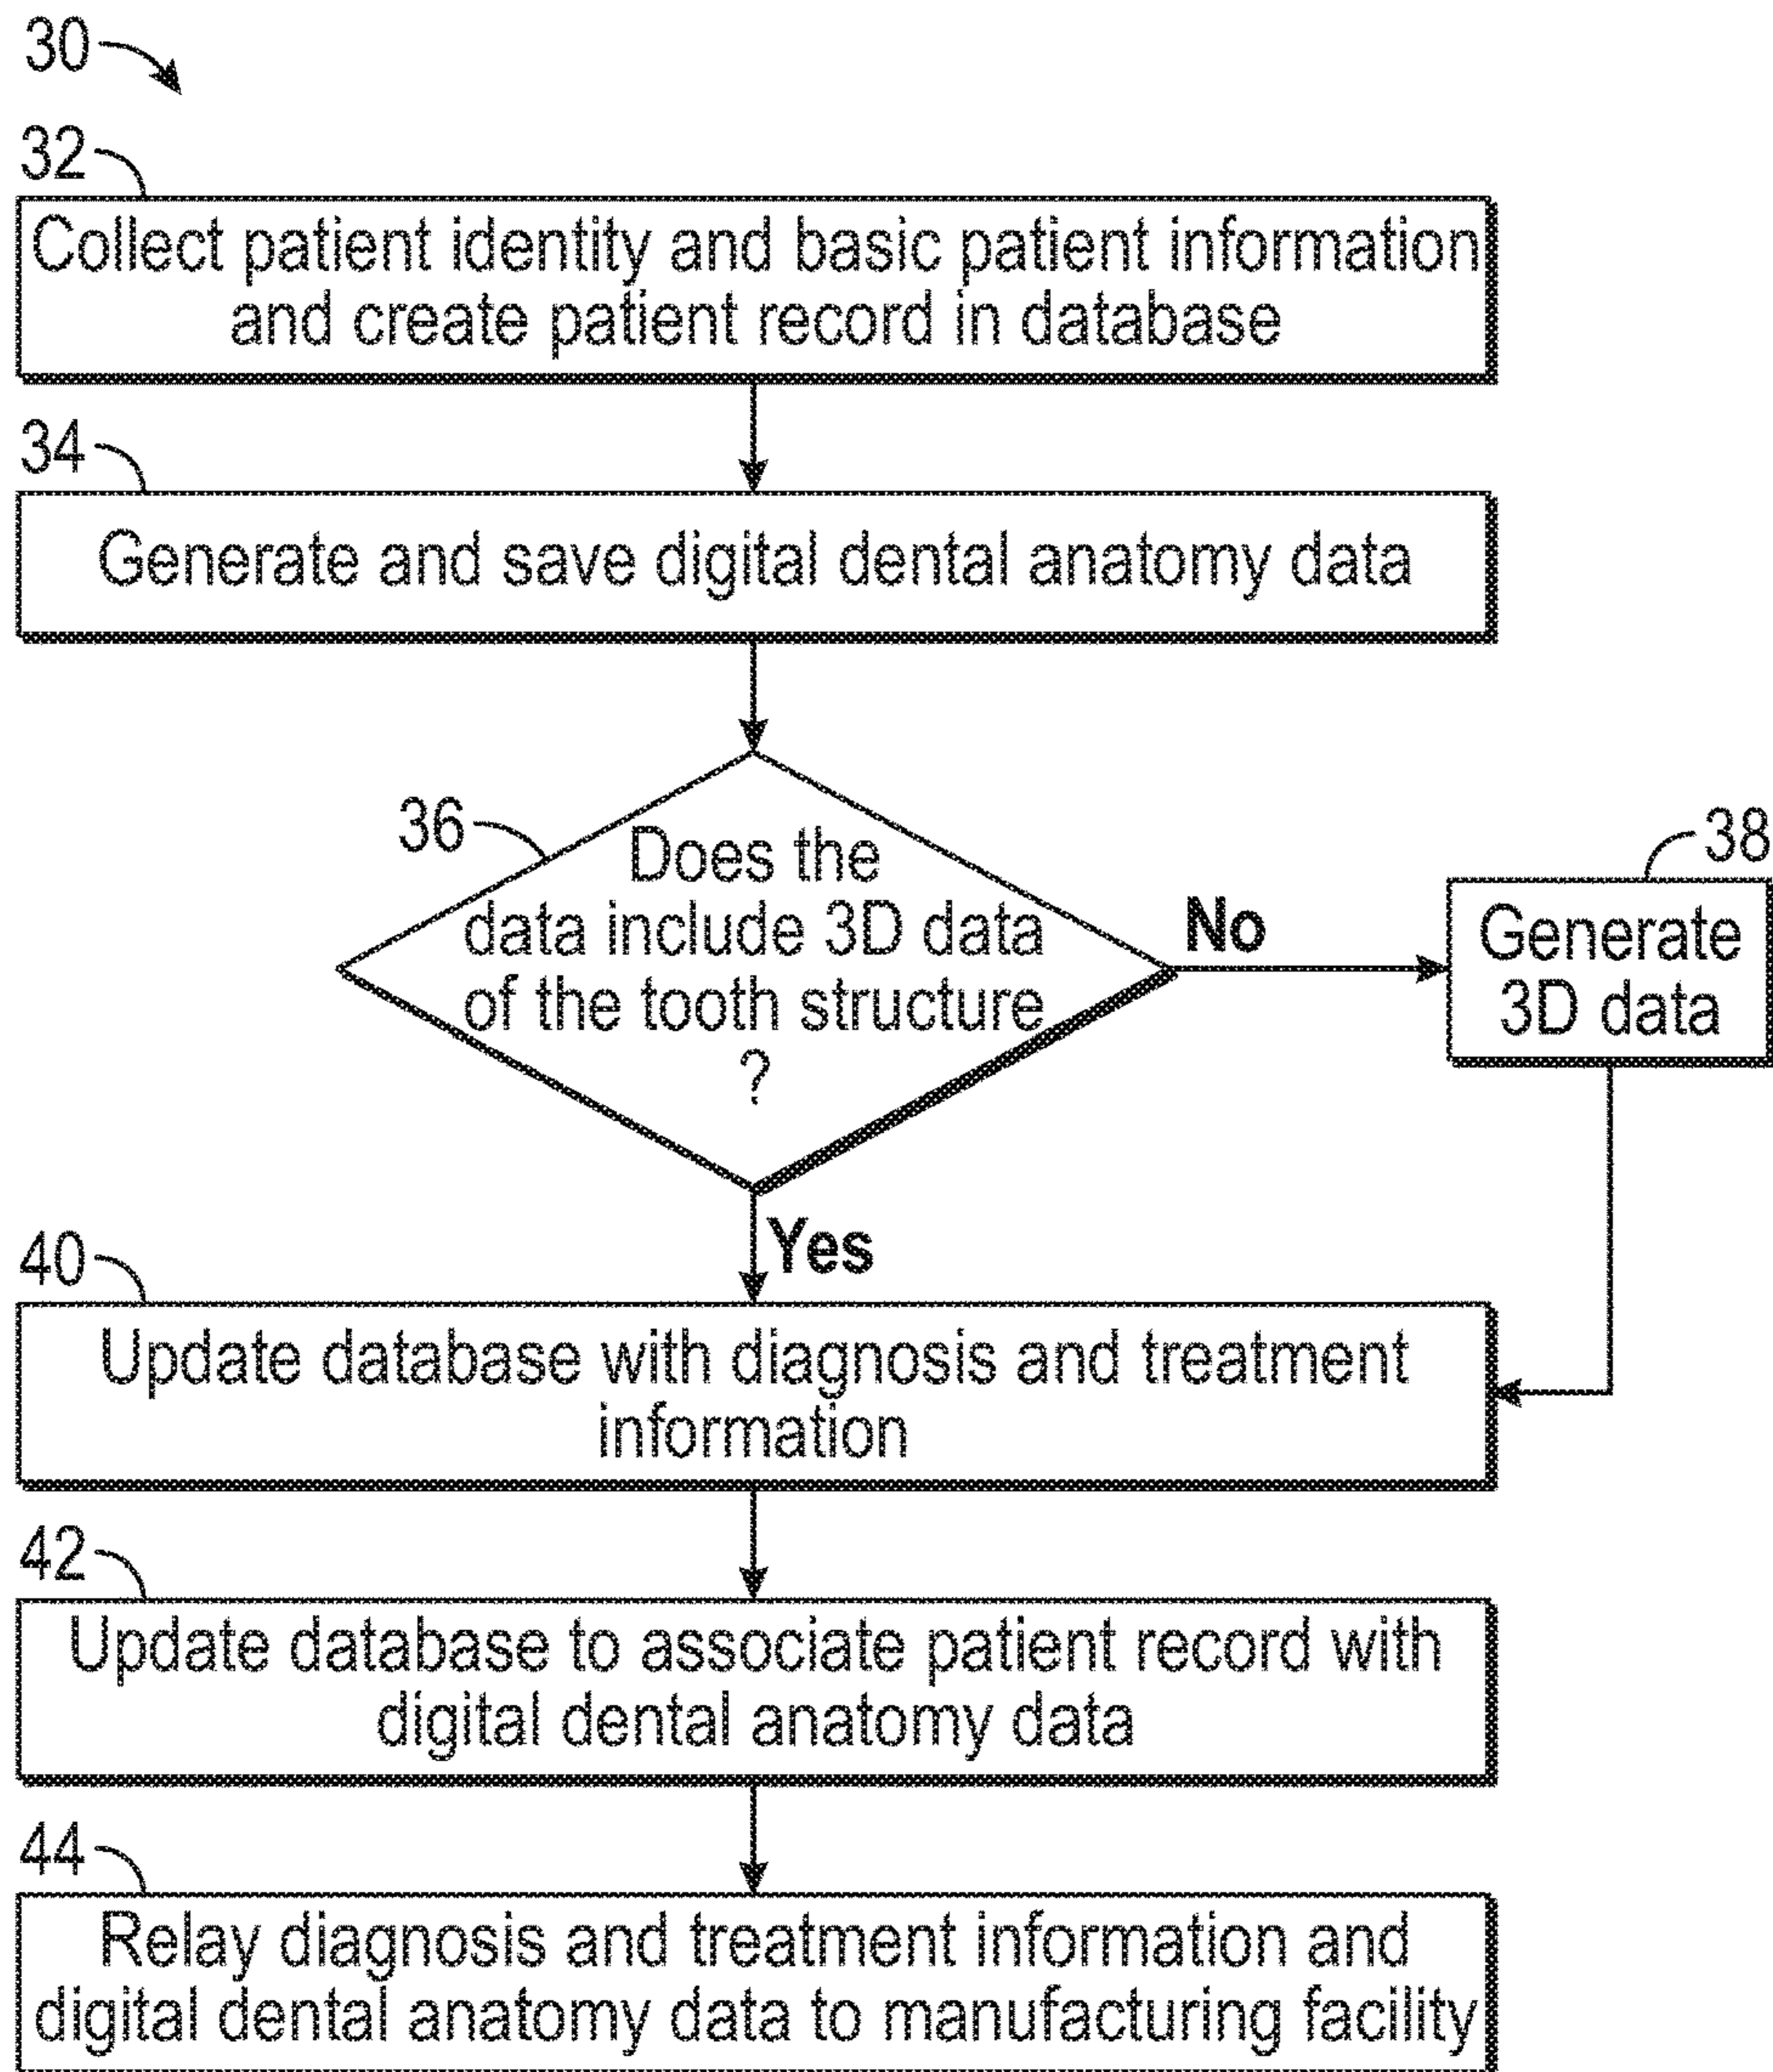 30
32
Collect patient identity and basic patient information
and create patient record in database
34
Generate and save digital dental anatomy data
36
Does the
data include 3D data
of the tooth structure
?
No
38
Generate
3D data
Yes
40
Update database with diagnosis and treatment
information
42
Update database to associate patient record with
digital dental anatomy data
44
Relay diagnosis and treatment information and
digital dental anatomy data to manufacturing facility